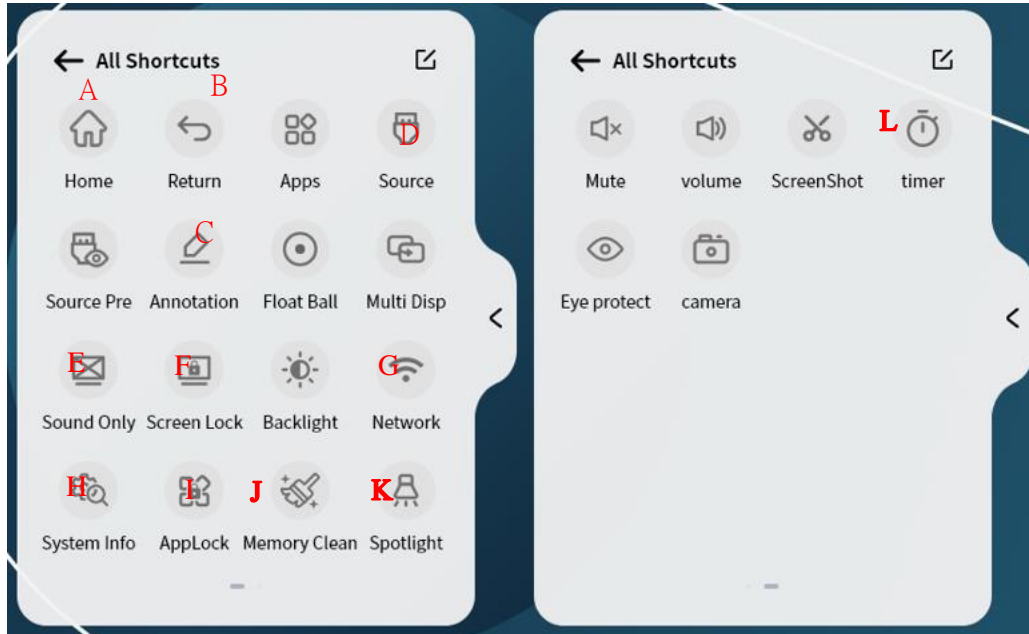 All Shortcuts
A
B
D
Home Return Apps Source
C
Source Pre Annotation Float Ball Multi Disp
E F G
Sound Only Screen Lock Backlight Network
H I J K
System Info AppLock Memory Clean Spotlight
All Shortcuts
L
Mute volume ScreenShot timer
Eye protect camera